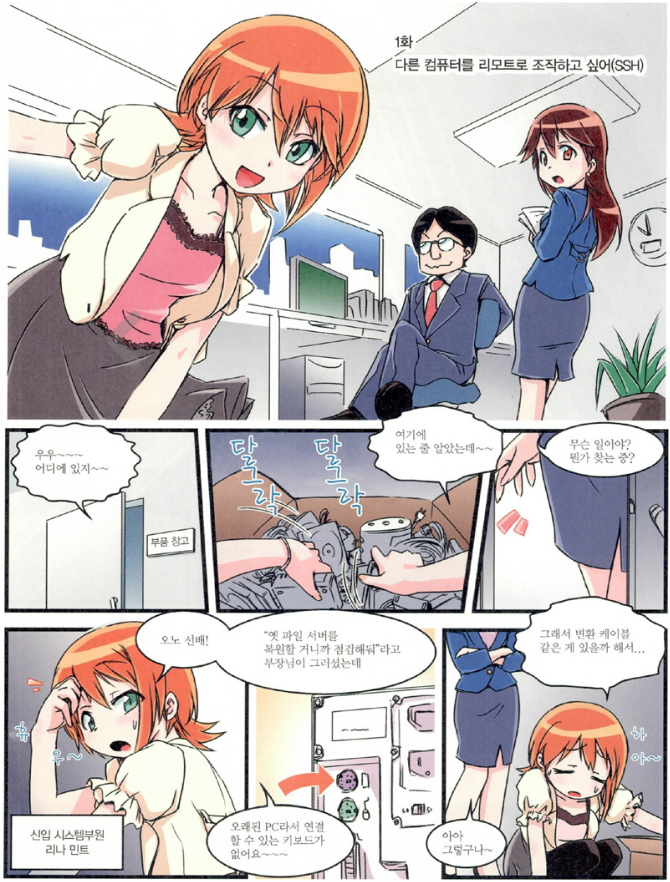 1화
다른 컴퓨터를 리모트로 조작하고 싶어(SSH)
우우~~~~
어디에 있지~~
부품 창고
달그락
달그락
여기에
있는 줄 알았는데~~
무슨 일이야?
뭔가 찾는 중?
오노 선배!
"옛 파일 서버를
복원할 거니까 점검해둬"라고
부장님이 그러셨는데
휴
우~
신입 시스템부원
리나 민트
오래된 PC라서 연결
할 수 있는 키보드가
없어요~~~
그래서 변환 케이블
같은 게 있을까 해서...
하
아~
아아
그렇구나~